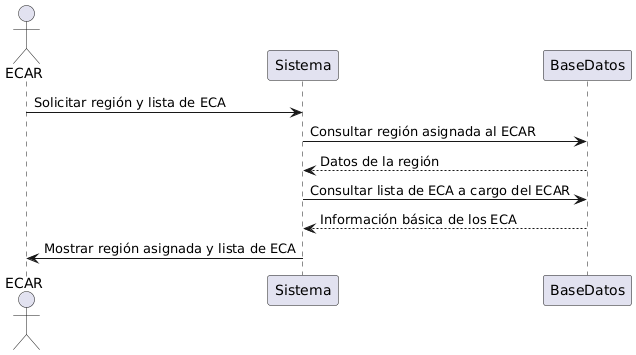 ECAR
Sistema
BaseDatos
Solicitar región y lista de ECA
Consultar región asignada al ECAR
Datos de la región
Consultar lista de ECA a cargo del ECAR
Información básica de los ECA
Mostrar región asignada y lista de ECA
ECAR
Sistema
BaseDatos